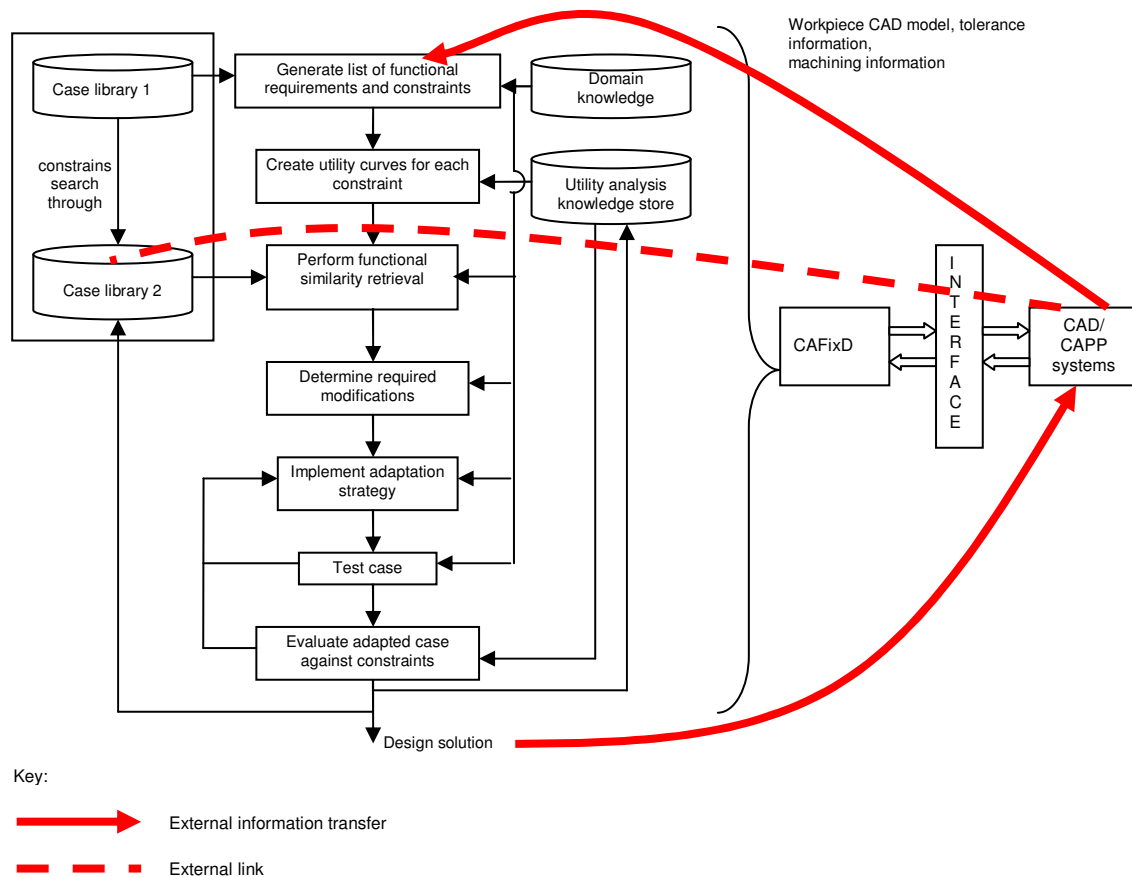 Workpiece CAD model, tolerance
information,
machining information
Generate list of functional
requirements and constraints
Case library 1
Domain
knowledge
constrains
search
through
Create utility curves for each
constraint
Utility analysis
knowledge store
Perform functional
similarity retrieval
Case library 2
CAFixD
INTERFACE
CAD/
CAPP
systems
Determine required
modifications
Implement adaptation
strategy
Test case
Evaluate adapted case
against constraints
Design solution
Key:
External information transfer
External link